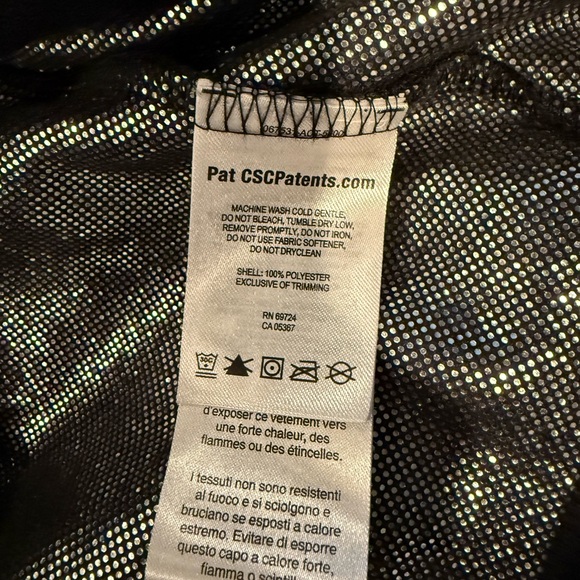 Pat CSCPatents.com
MACHINE WASH COLD GENTLE,
DO NOT BLEACH, TUMBLE DRY LOW,
REMOVE PROMPTLY, DO NOT IRON,
DO NOT USE FABRIC SOFTENER,
DO NOT DRYCLEAN
SHELL: 100% POLYESTER
EXCLUSIVE OF TRIMMING
RN 69724
CA 05367
30C
d'exposer ce vêtement vers
une forte chaleur, des
flammes ou des étincelles.
I tessuti non sono resistenti
al fuoco e si sciolgono e
bruciano se esposti a calore
estremo. Evitare di esporre
questo capo a calore forte,
fiamma o